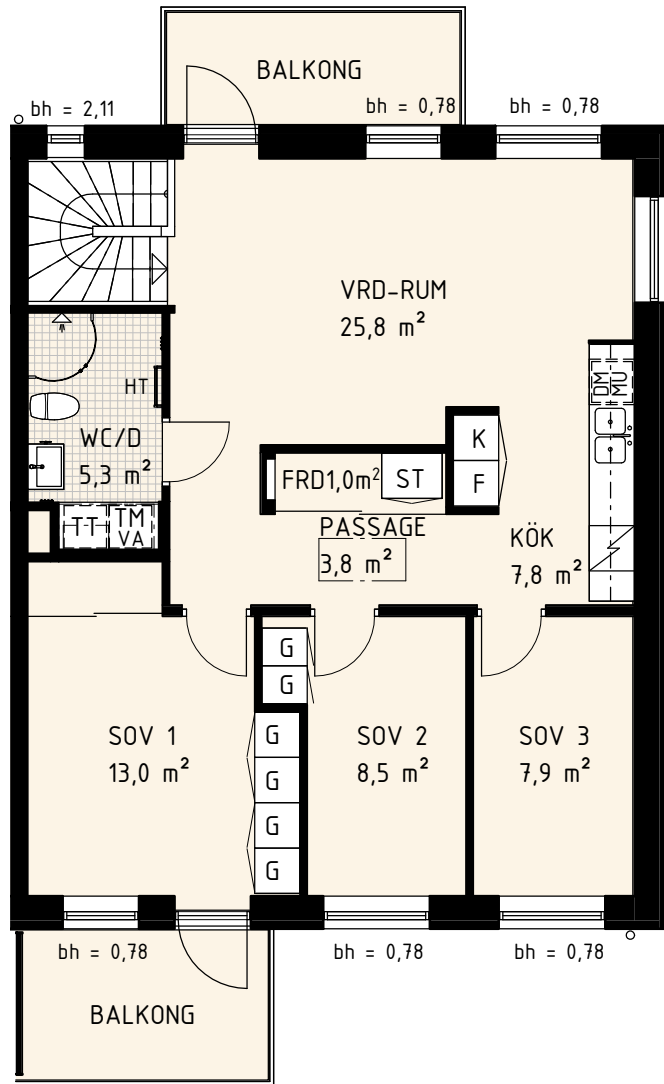 BALKONG
bh = 2,11
bh = 0,78
bh = 0,78
VRD-RUM
25,8 m²
DM
MU
HT
WC/D
5,3 m²
K
F
FRD1,0m²
ST
TT
TM
VA
PASSAGE
3,8 m²
KÖK
7,8 m²
G
G
G
G
G
G
SOV 1
13,0 m²
SOV 2
8,5 m²
SOV 3
7,9 m²
bh = 0,78
bh = 0,78
bh = 0,78
BALKONG